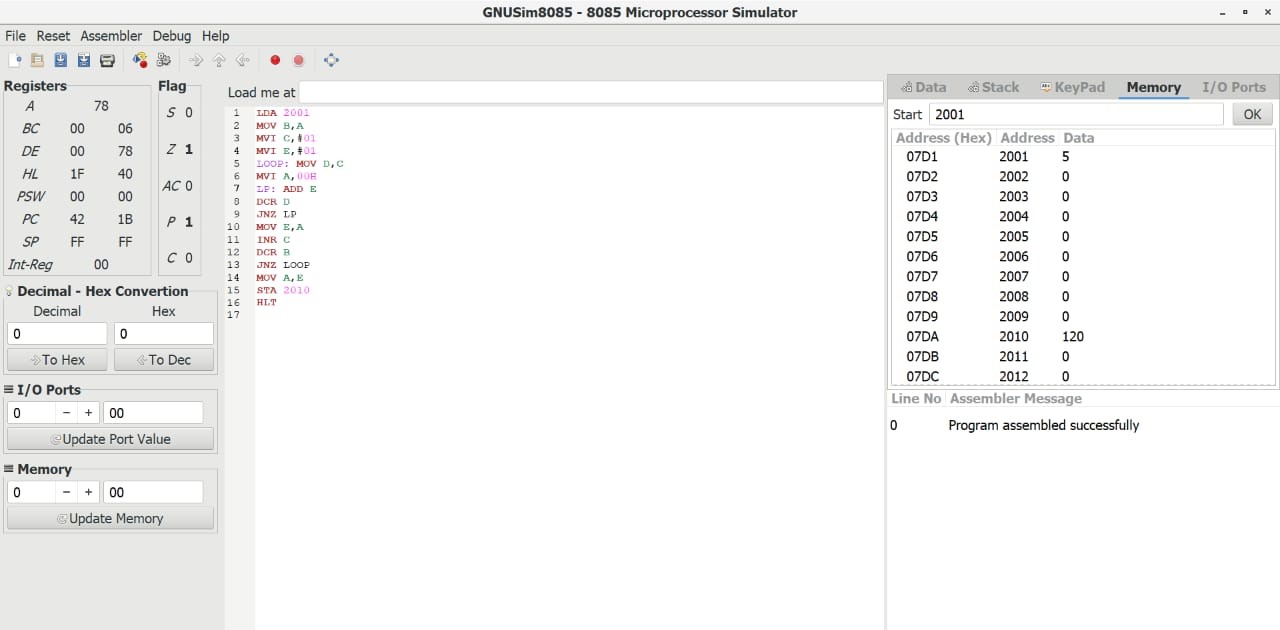 GNUSim8085 - 8085 Microprocessor Simulator
File Reset Assembler Debug Help
Registers
A 78
BC 00 06
DE 00 78
HL 1F 40
PSW 00 00
PC 42 1B
SP FF FF
Int-Reg 00
Flag
S 0
Z 1
AC 0
P 1
C 0
Decimal - Hex Convertion
Decimal Hex
0 0
To Hex To Dec
I/O Ports
0 − + 00
Update Port Value
Memory
0 − + 00
Update Memory
Load me at
1 LDA 2001
2 MOV B,A
3 MVI C,#01
4 MVI E,#01
5 LOOP: MOV D,C
6 MVI A,00H
7 LP: ADD E
8 DCR D
9 JNZ LP
10 MOV E,A
11 INR C
12 DCR B
13 JNZ LOOP
14 MOV A,E
15 STA 2010
16 HLT
17
Data Stack KeyPad Memory I/O Ports
Start 2001 OK
Address (Hex) Address Data
07D1 2001 5
07D2 2002 0
07D3 2003 0
07D4 2004 0
07D5 2005 0
07D6 2006 0
07D7 2007 0
07D8 2008 0
07D9 2009 0
07DA 2010 120
07DB 2011 0
07DC 2012 0
Line No Assembler Message
0 Program assembled successfully